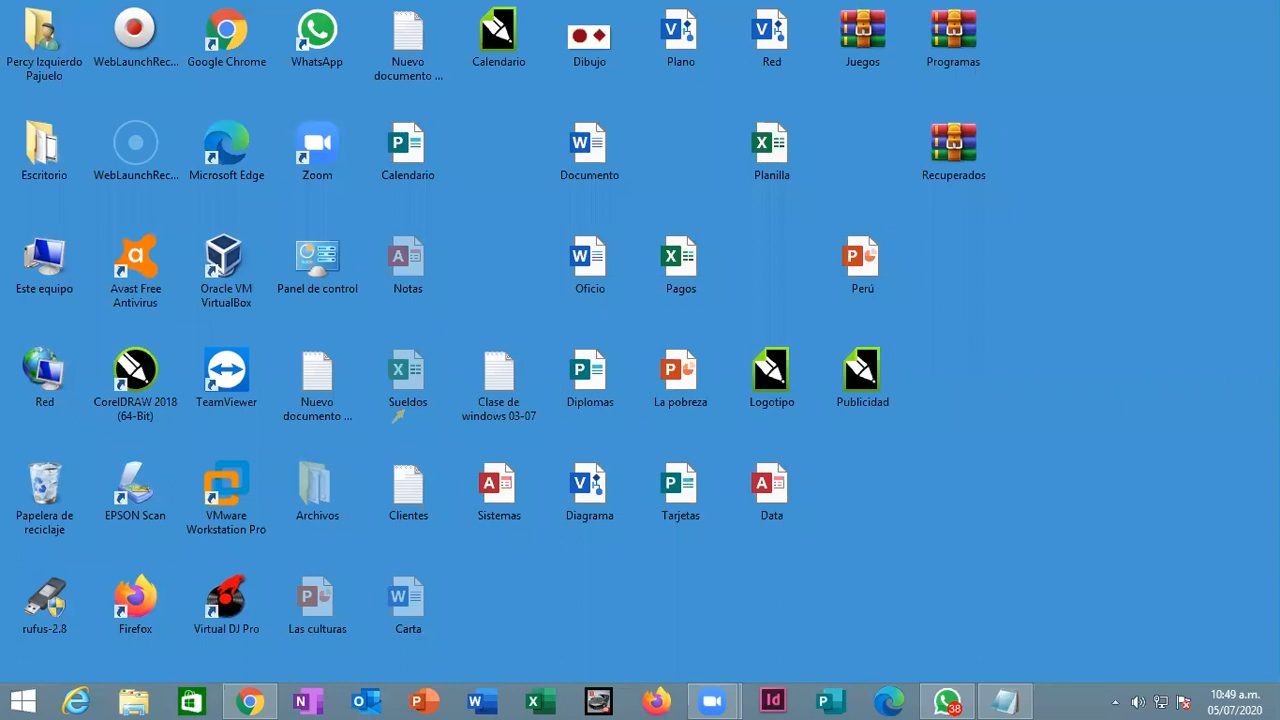 Percy Izquierdo
Pajuelo
WebLaunchRec...
Google Chrome
WhatsApp
Nuevo
documento ...
Calendario
Dibujo
Plano
Red
Juegos
Programas
Escritorio
WebLaunchRec...
Microsoft Edge
Zoom
Calendario
Documento
Planilla
Recuperados
Este equipo
Avast Free
Antivirus
Oracle VM
VirtualBox
Panel de control
Notas
Oficio
Pagos
Perú
Red
CorelDRAW 2018
(64-Bit)
TeamViewer
Nuevo
documento ...
Sueldos
Clase de
windows 03-07
Diplomas
La pobreza
Logotipo
Publicidad
Papelera de
reciclaje
EPSON Scan
VMware
Workstation Pro
Archivos
Clientes
Sistemas
Diagrama
Tarjetas
Data
rufus-2.8
Firefox
Virtual DJ Pro
Las culturas
Carta
38
10:49 a.m.
05/07/2020